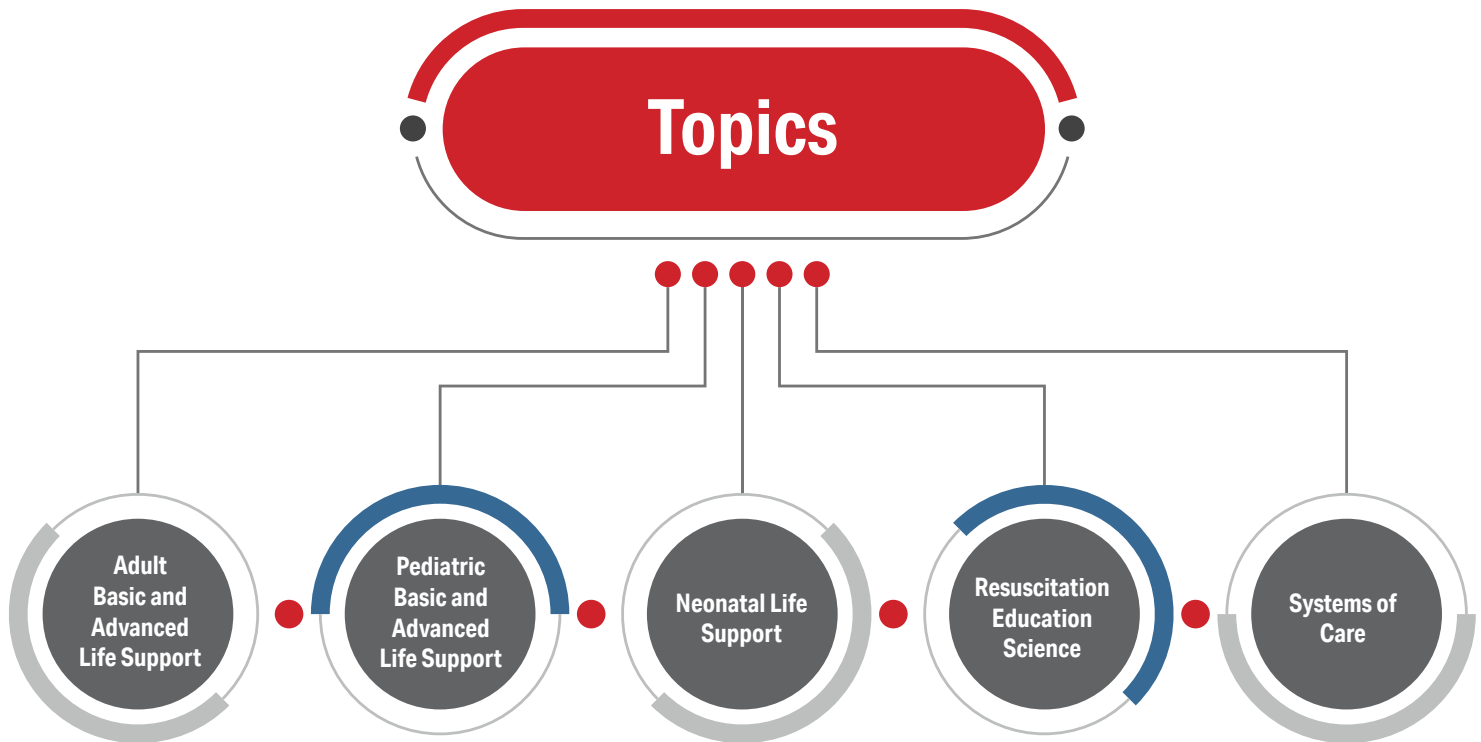 Topics
Adult
Basic and
Advanced
Life Support
Pediatric
Basic and
Advanced
Life Support
Neonatal Life
Support
Resuscitation
Education
Science
Systems of
Care